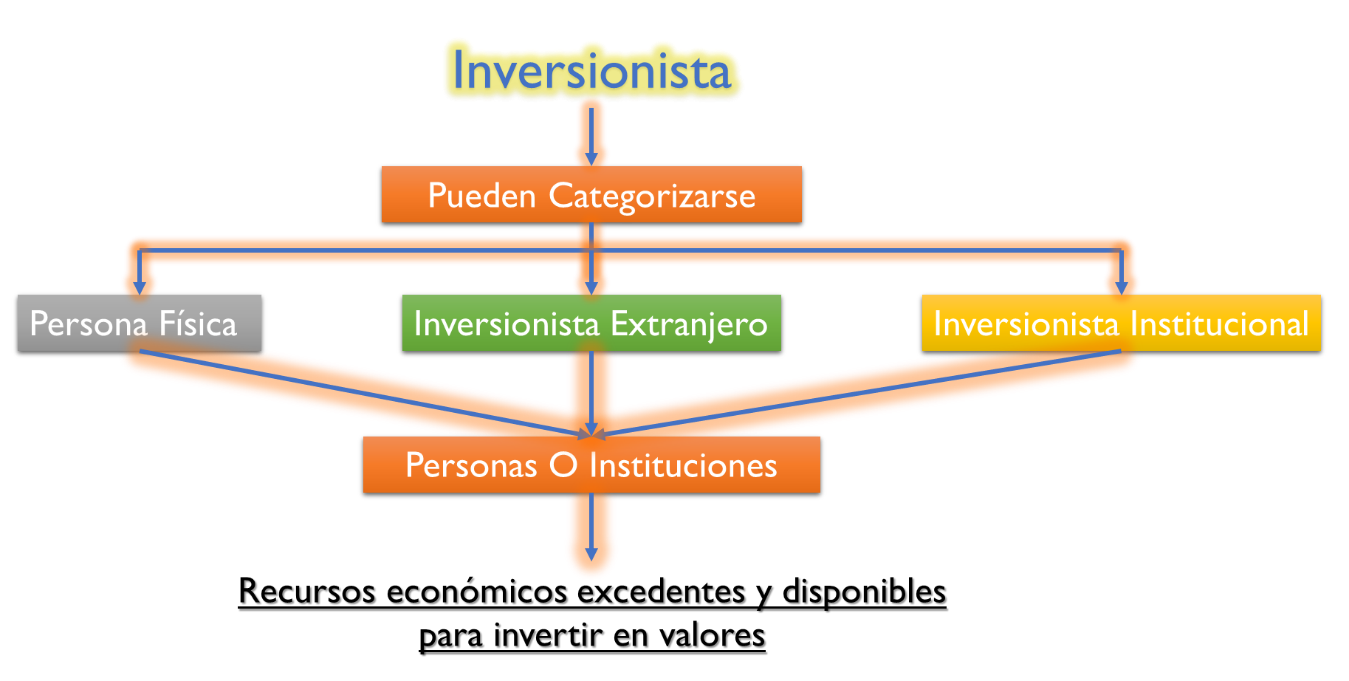 Inversionista
Pueden Categorizarse
Persona Física
Inversionista Extranjero
Inversionista Institucional
Personas O Instituciones
Recursos económicos excedentes y disponibles
para invertir en valores